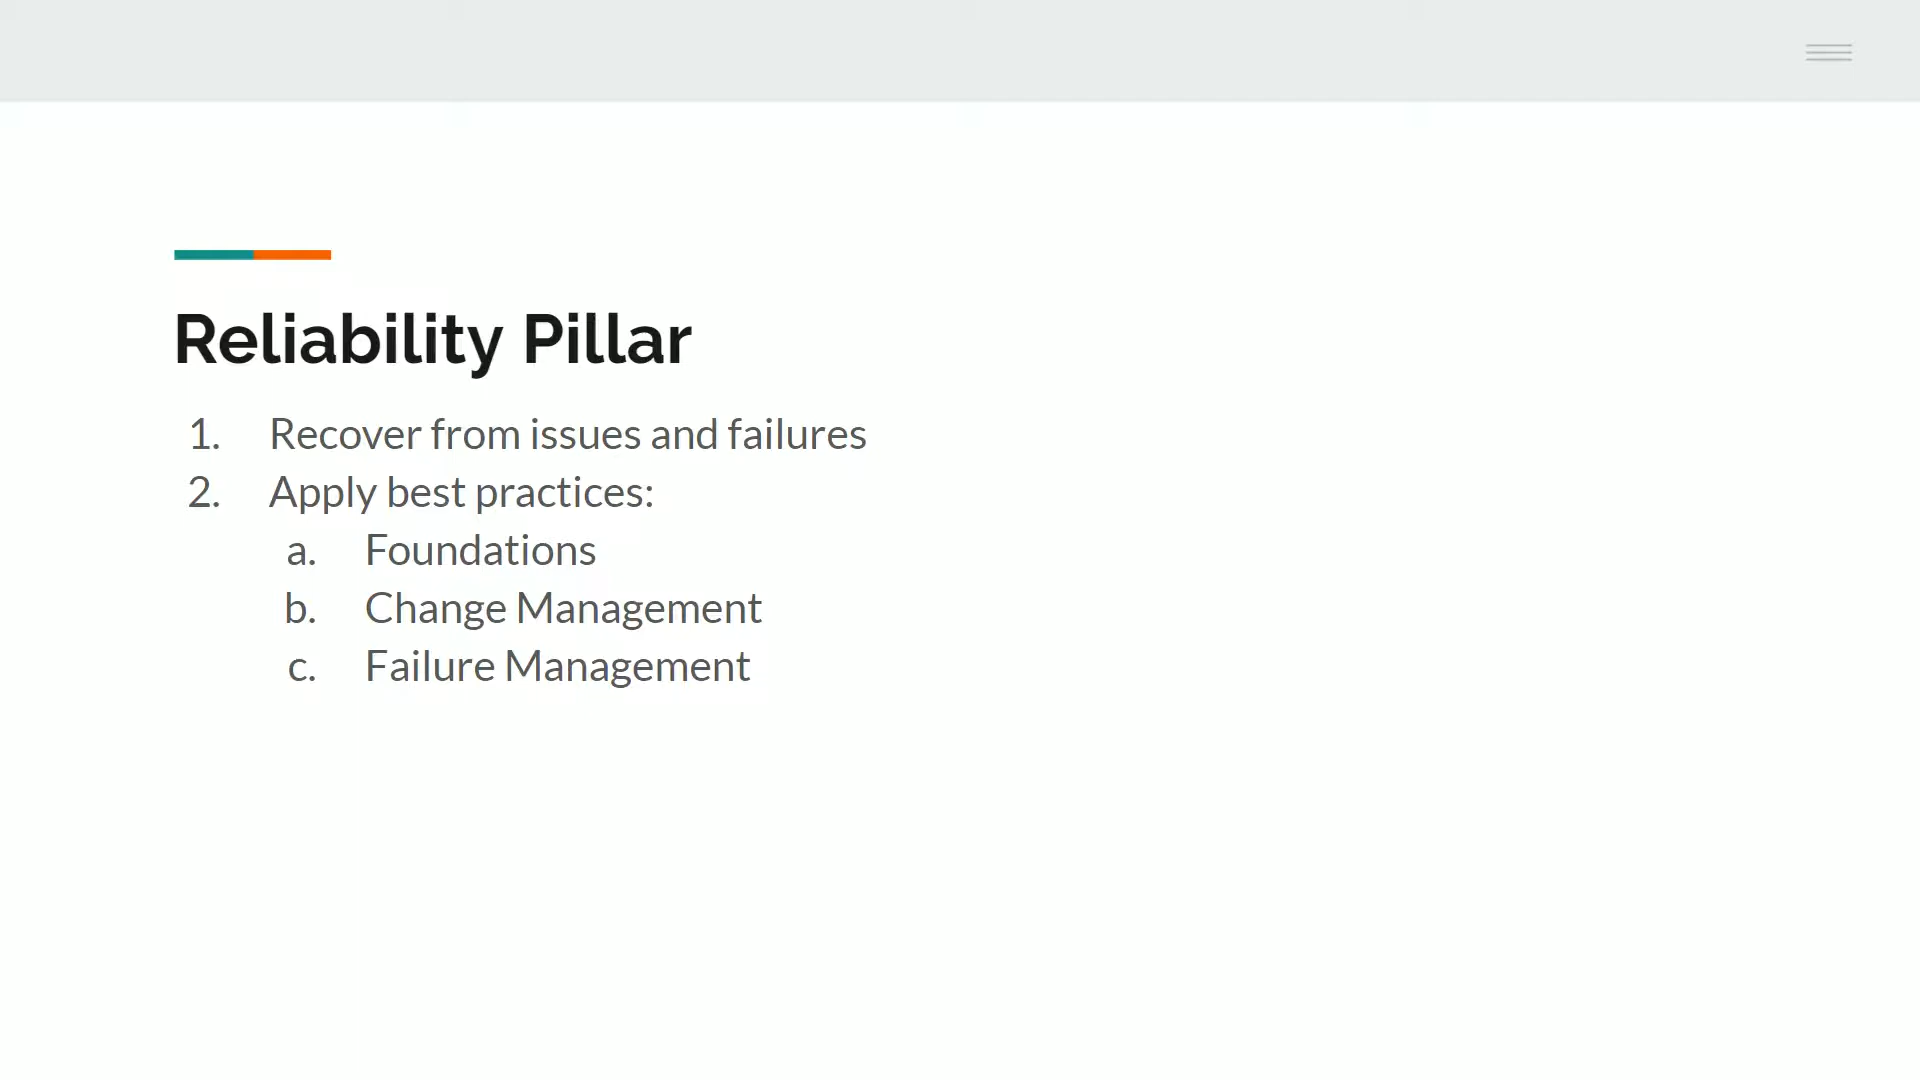 Reliability Pillar
1. Recover from issues and failures
2. Apply best practices:
a. Foundations
b. Change Management
c. Failure Management